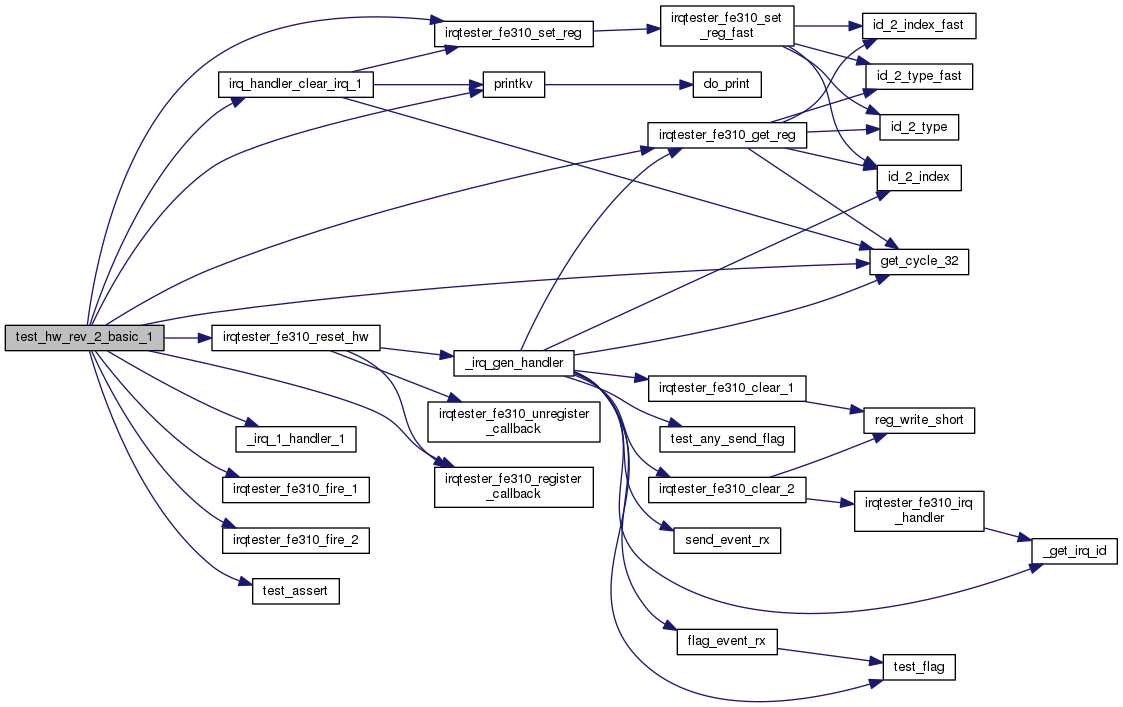 irqtester_fe310_set
_reg_fast
id_2_index_fast
irqtester_fe310_set_reg
id_2_type_fast
irq_handler_clear_irq_1
printkv
do_print
id_2_type
irqtester_fe310_get_reg
id_2_index
get_cycle_32
test_hw_rev_2_basic_1
irqtester_fe310_reset_hw
_irq_gen_handler
irqtester_fe310_clear_1
irqtester_fe310_unregister
_callback
reg_write_short
_irq_1_handler_1
test_any_send_flag
irqtester_fe310_register
_callback
irqtester_fe310_fire_1
irqtester_fe310_clear_2
irqtester_fe310_irq
_handler
irqtester_fe310_fire_2
send_event_rx
_get_irq_id
test_assert
flag_event_rx
test_flag